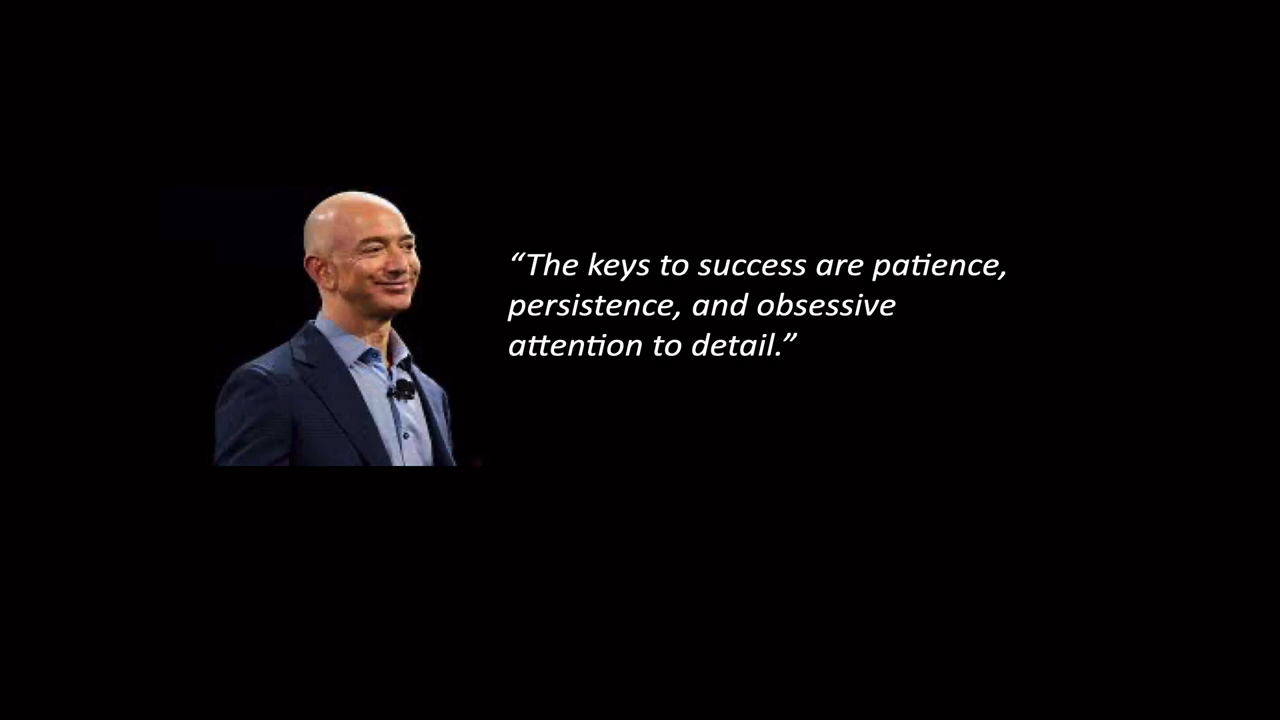 “The keys to success are patience,
persistence, and obsessive
attention to detail.”